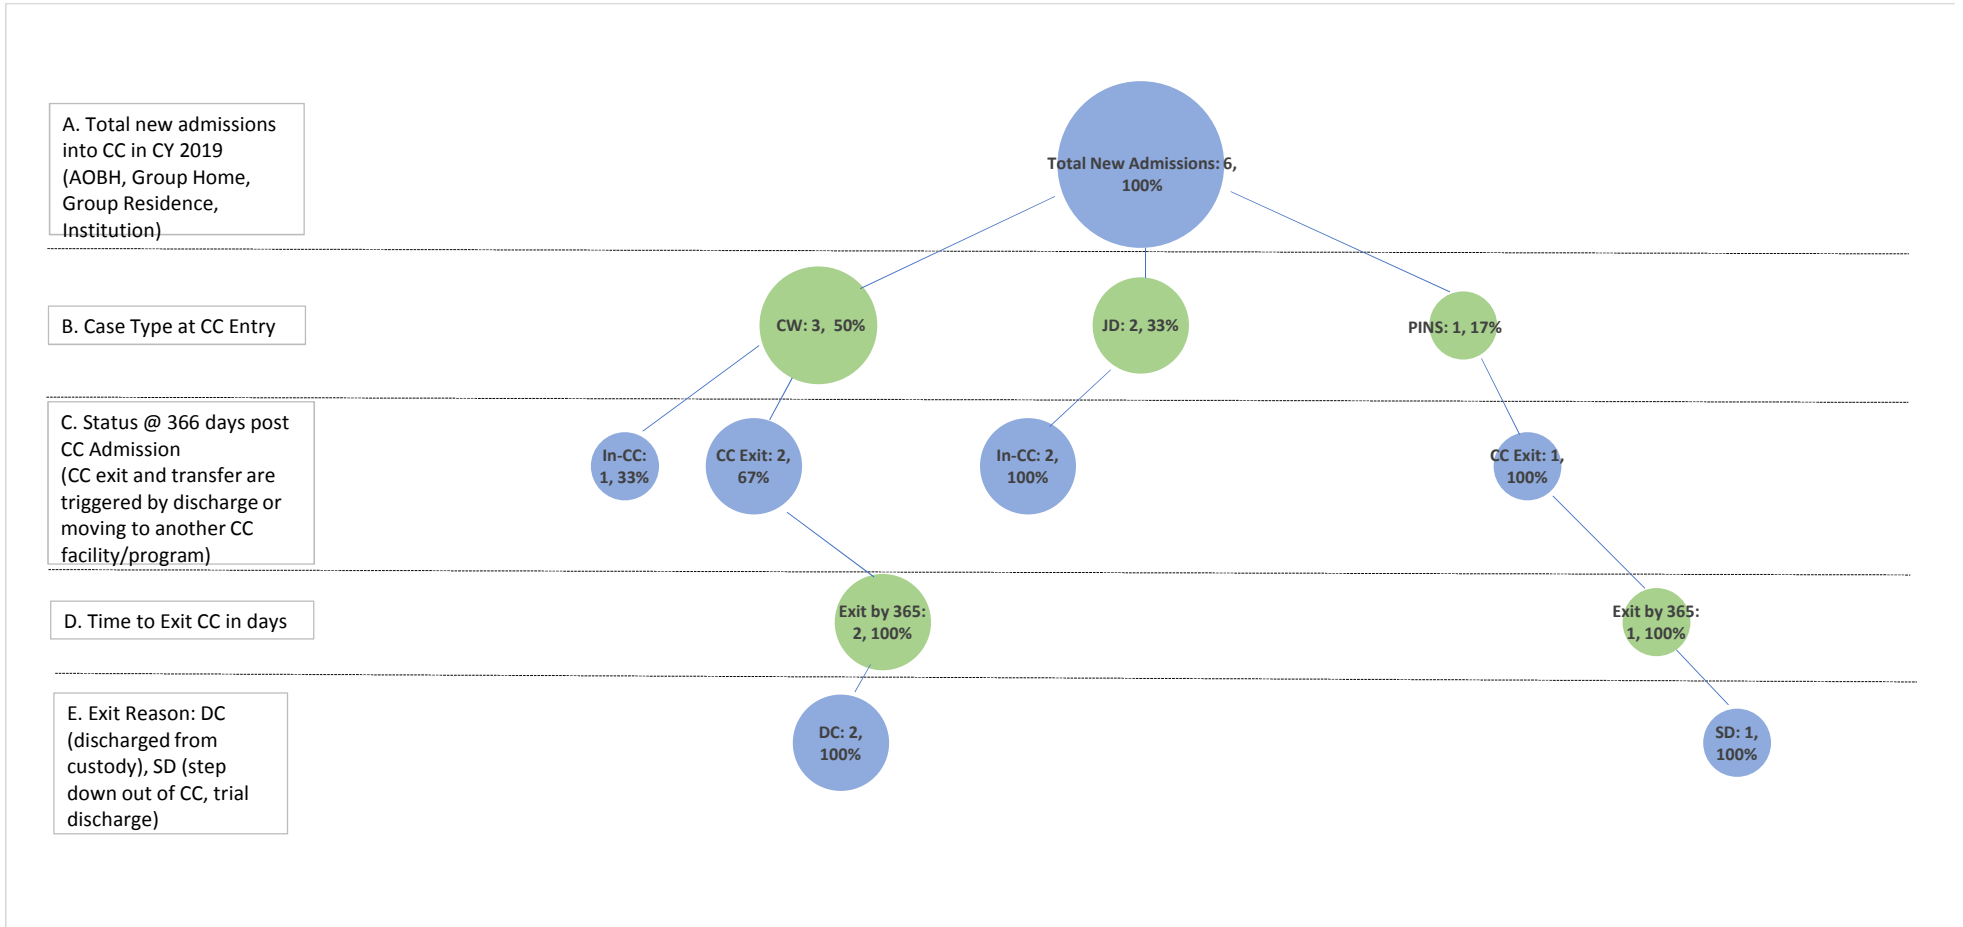 A. Total new admissions
into CC in CY 2019
(AOBH, Group Home,
Group Residence,
Institution)
Total New Admissions: 6,
100%
B. Case Type at CC Entry
CW: 3,  50%
JD: 2, 33%
PINS: 1, 17%
C. Status @ 366 days post
CC Admission
(CC exit and transfer are
triggered by discharge or
moving to another CC
facility/program)
In-CC:
1, 33%
CC Exit: 2,
67%
In-CC: 2,
100%
CC Exit: 1,
100%
D. Time to Exit CC in days
Exit by 365:
2, 100%
Exit by 365:
1, 100%
E. Exit Reason: DC
(discharged from
custody), SD (step
down out of CC, trial
discharge)
DC: 2,
100%
SD: 1,
100%